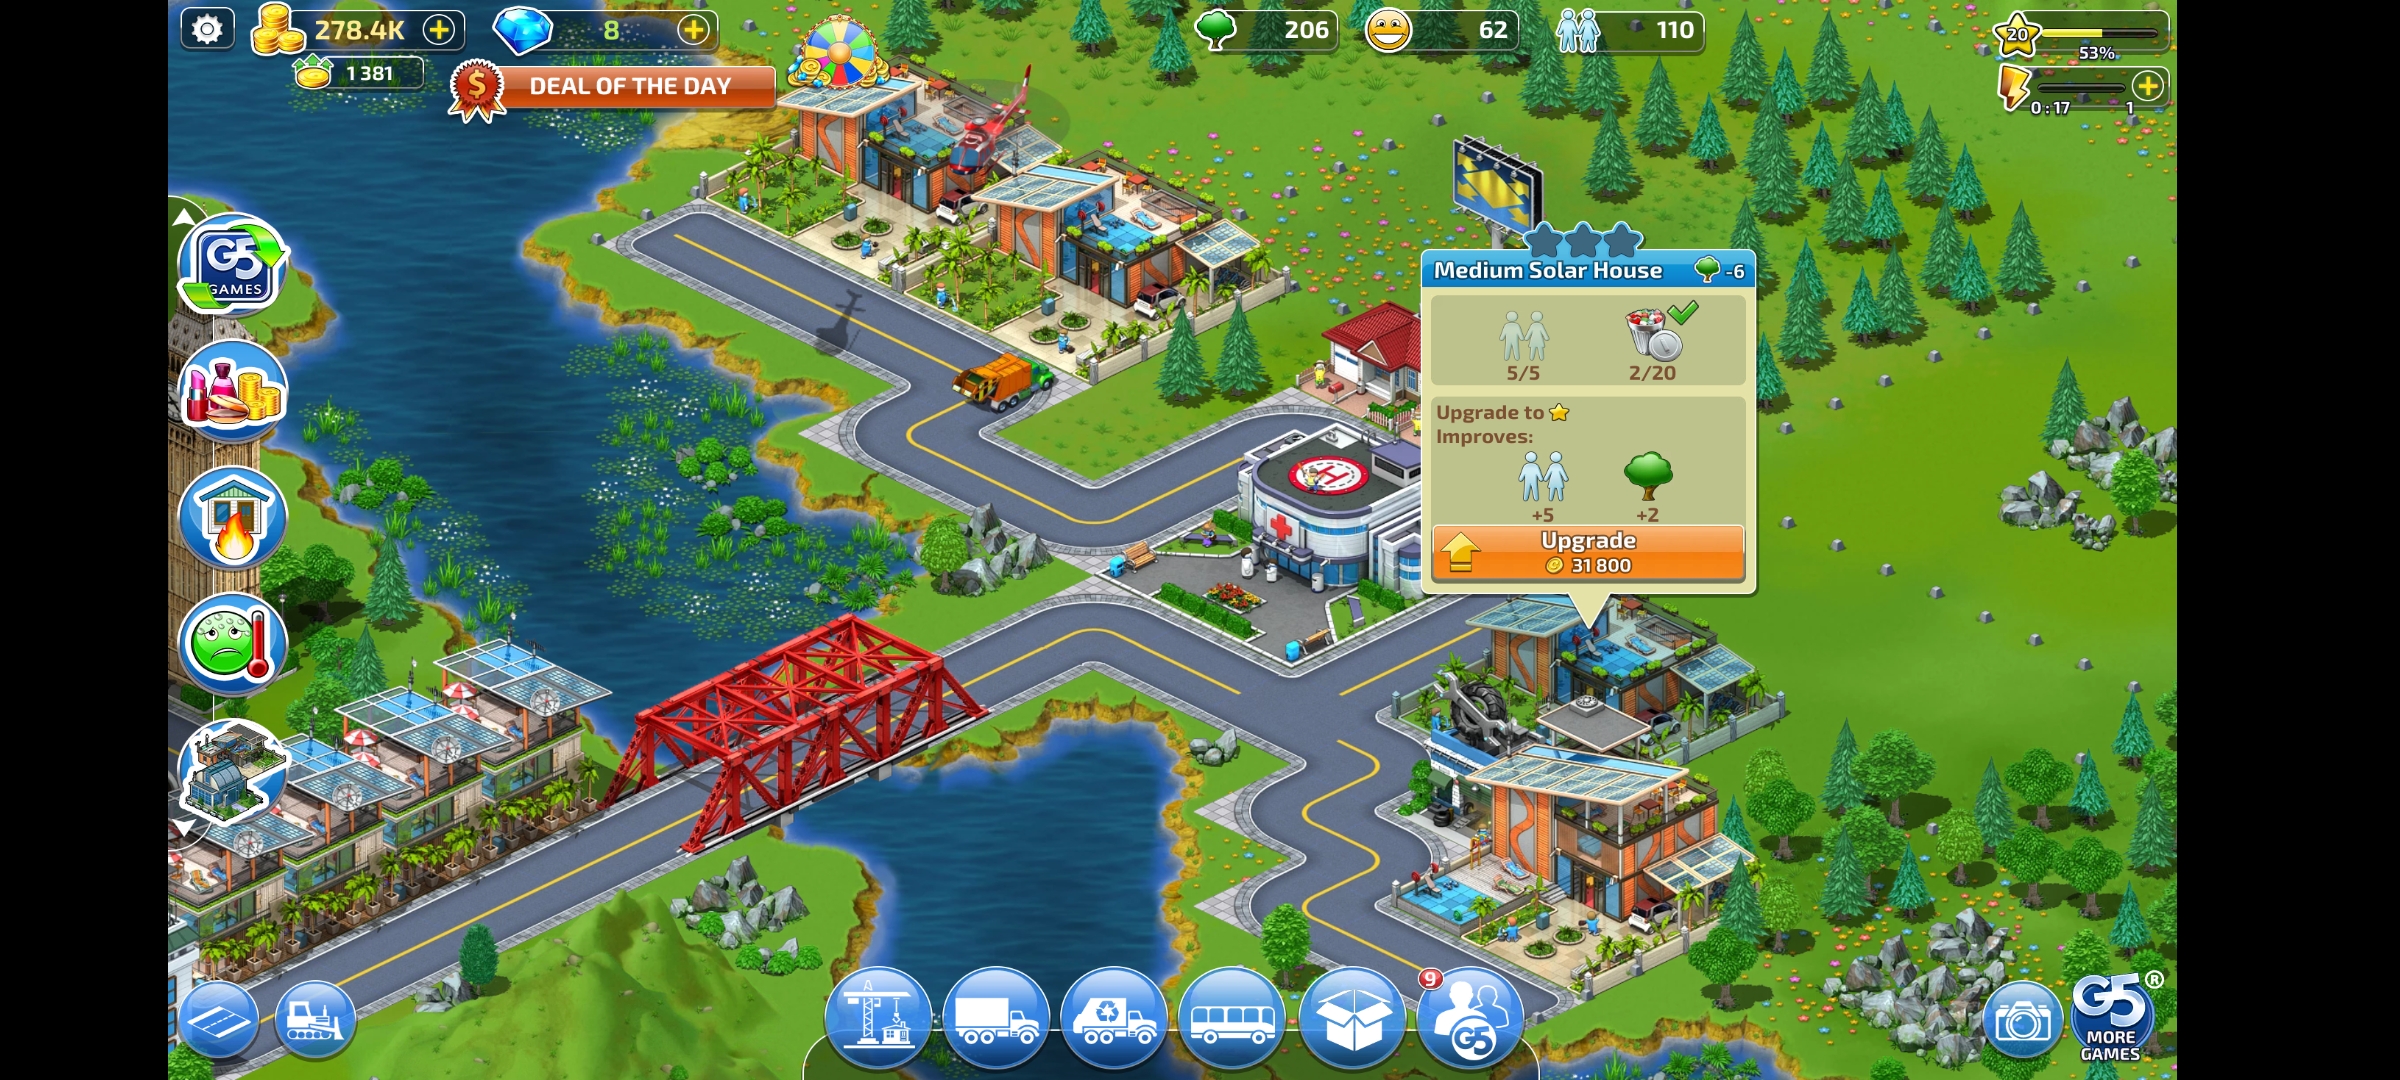 278.4K
8
206
62
110
20
53%
1 381
DEAL OF THE DAY
0:17
1
G5
GAMES
Medium Solar House
-6
5/5
2/20
Upgrade to
Improves:
+5
+2
Upgrade
31 800
H
9
G5
G5®
MORE
GAMES